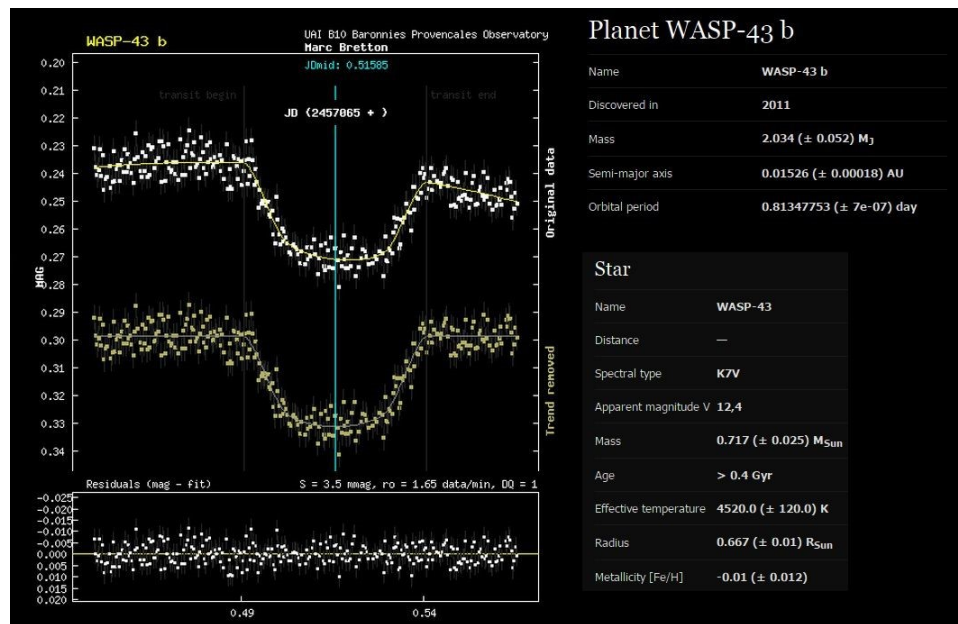 WASP-43 b
UAI B10 Baronnies Provencales Observatory
Marc Bretton
JDmid: 0.51585
transit begin
transit end
JD (2457065 + )
0.20
0.21
0.22
0.23
0.24
0.25
0.26
0.27
0.28
0.29
0.30
0.31
0.32
0.33
0.34
MAG
Original data
Trend removed
Residuals (mag - fit)
S = 3.5 mmag, ro = 1.65 data/min, DQ = 1
-0.025
-0.020
-0.015
-0.010
-0.005
0.000
0.005
0.010
0.015
0.020
0.49
0.54
Planet WASP-43 b
Name WASP-43 b
Discovered in 2011
Mass 2.034 (± 0.052) MJ
Semi-major axis 0.01526 (± 0.00018) AU
Orbital period 0.81347753 (± 7e-07) day
Star
Name WASP-43
Distance —
Spectral type K7V
Apparent magnitude V 12,4
Mass 0.717 (± 0.025) MSun
Age > 0.4 Gyr
Effective temperature 4520.0 (± 120.0) K
Radius 0.667 (± 0.01) RSun
Metallicity [Fe/H] -0.01 (± 0.012)